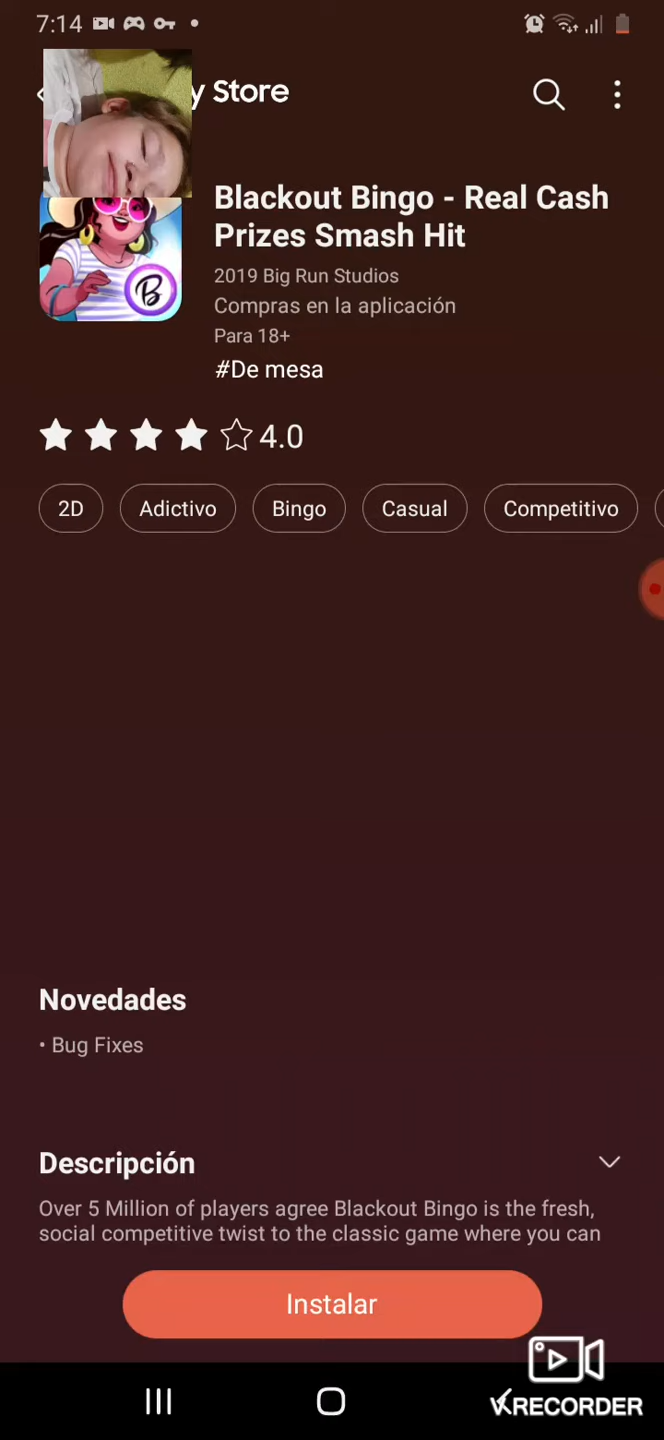 7:14
y Store
Blackout Bingo - Real Cash
Prizes Smash Hit
2019 Big Run Studios
Compras en la aplicación
Para 18+
#De mesa
4.0
2D Adictivo Bingo Casual Competitivo
B
Novedades
• Bug Fixes
Descripción
Over 5 Million of players agree Blackout Bingo is the fresh,
social competitive twist to the classic game where you can
Instalar
XRECORDER